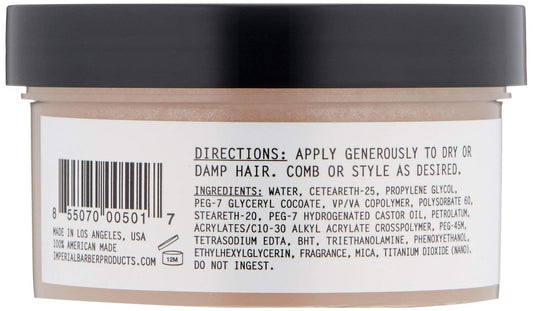 DIRECTIONS: APPLY GENEROUSLY TO DRY OR
DAMP HAIR. COMB OR STYLE AS DESIRED.
INGREDIENTS: WATER, CETEARETH-25, PROPYLENE GLYCOL,
PEG-7 GLYCERYL COCOATE, VP/VA COPOLYMER, POLYSORBATE 60,
STEARETH-20, PEG-7 HYDROGENATED CASTOR OIL, PETROLATUM,
ACRYLATES/C10-30 ALKYL ACRYLATE CROSSPOLYMER, PEG-45M,
TETRASODIUM EDTA, BHT, TRIETHANOLAMINE, PHENOXYETHANOL,
ETHYLHEXYLGLYCERIN, FRAGRANCE, MICA, TITANIUM DIOXIDE (NANO).
DO NOT INGEST.
8 55070 00501 7
MADE IN LOS ANGELES, USA
100% AMERICAN MADE
IMPERIALBARBERPRODUCTS.COM
12M